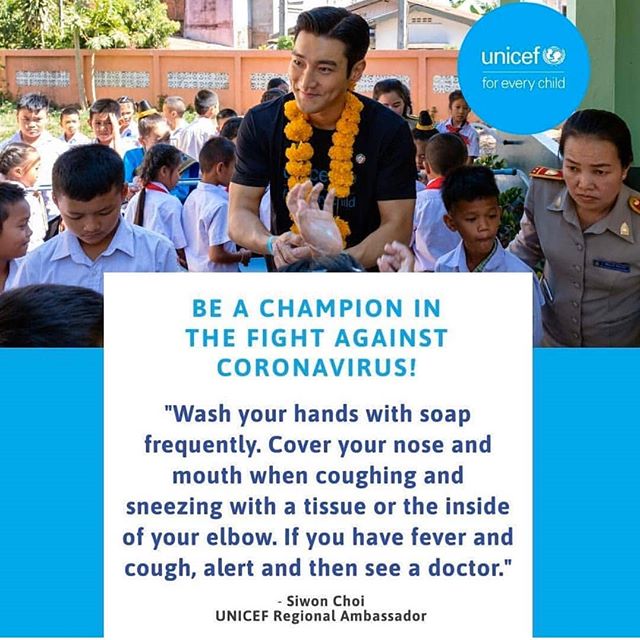 unicef
for every child
BE A CHAMPION IN
THE FIGHT AGAINST
CORONAVIRUS!
"Wash your hands with soap
frequently. Cover your nose and
mouth when coughing and
sneezing with a tissue or the inside
of your elbow. If you have fever and
cough, alert and then see a doctor."
- Siwon Choi
UNICEF Regional Ambassador